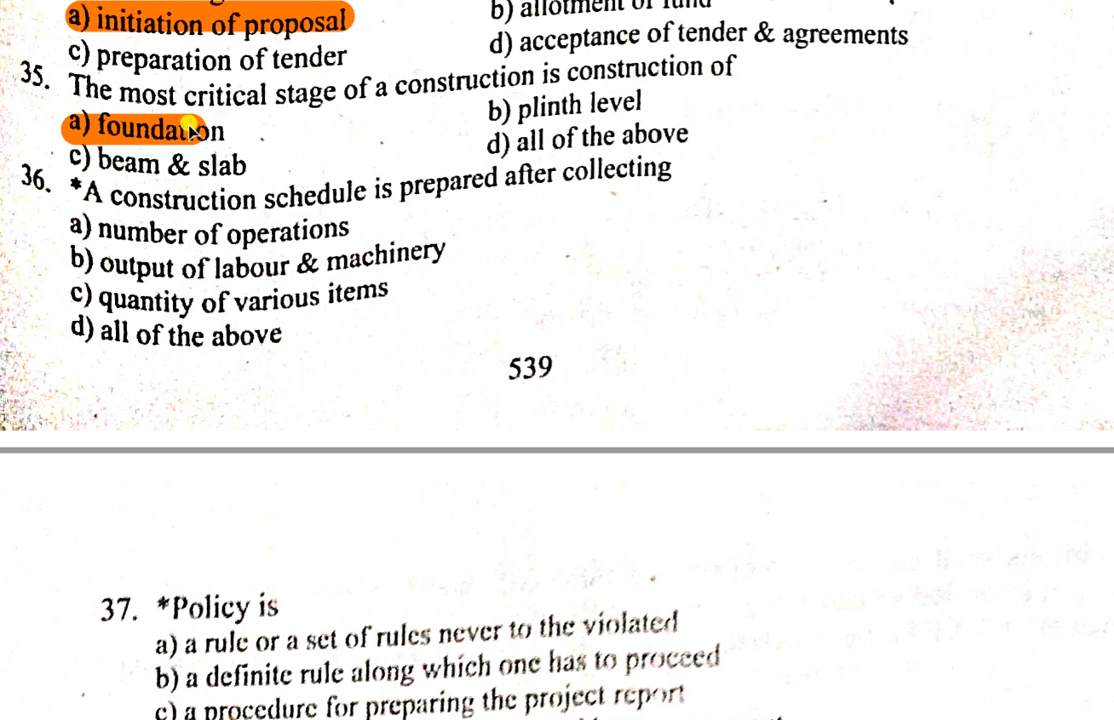 a) initiation of proposal
b) allotment of fund
c) preparation of tender
d) acceptance of tender & agreements
35. The most critical stage of a construction is construction of
a) foundation
b) plinth level
c) beam & slab
d) all of the above
36. *A construction schedule is prepared after collecting
a) number of operations
b) output of labour & machinery
c) quantity of various items
d) all of the above
539
37. *Policy is
a) a rule or a set of rules never to the violated
b) a definite rule along which one has to proceed
c) a procedure for preparing the project report